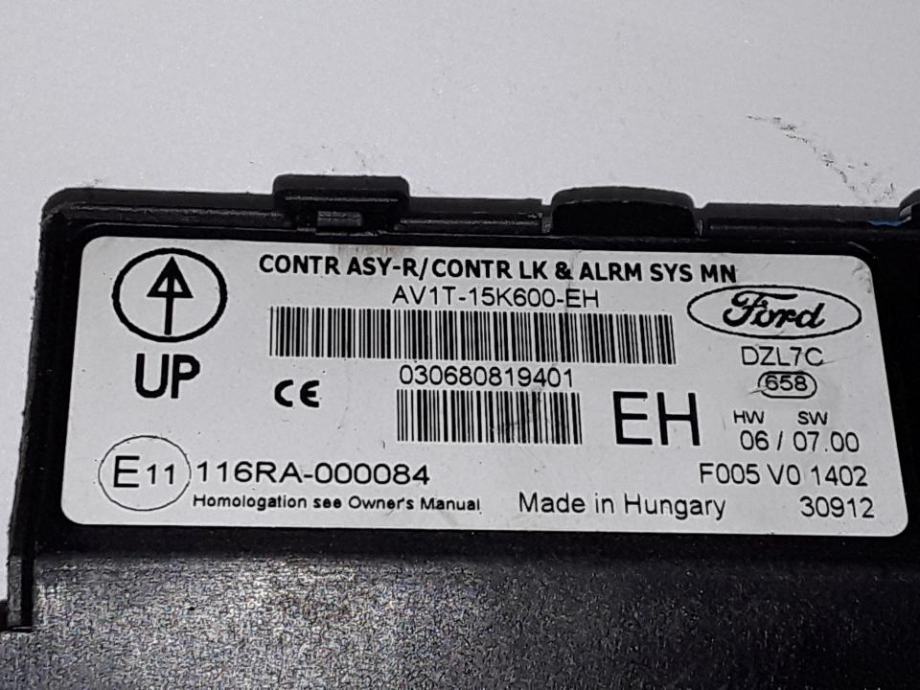 CONTR ASY-R/CONTR LK & ALRM SYS MN
AV1T-15K600-EH
Ford
UP
DZL7C
030680819401
658
CE
EH
HW SW
06 / 07.00
E11 116RA-000084
F005 V0 1402
Homologation see Owner's Manual
Made in Hungary
30912